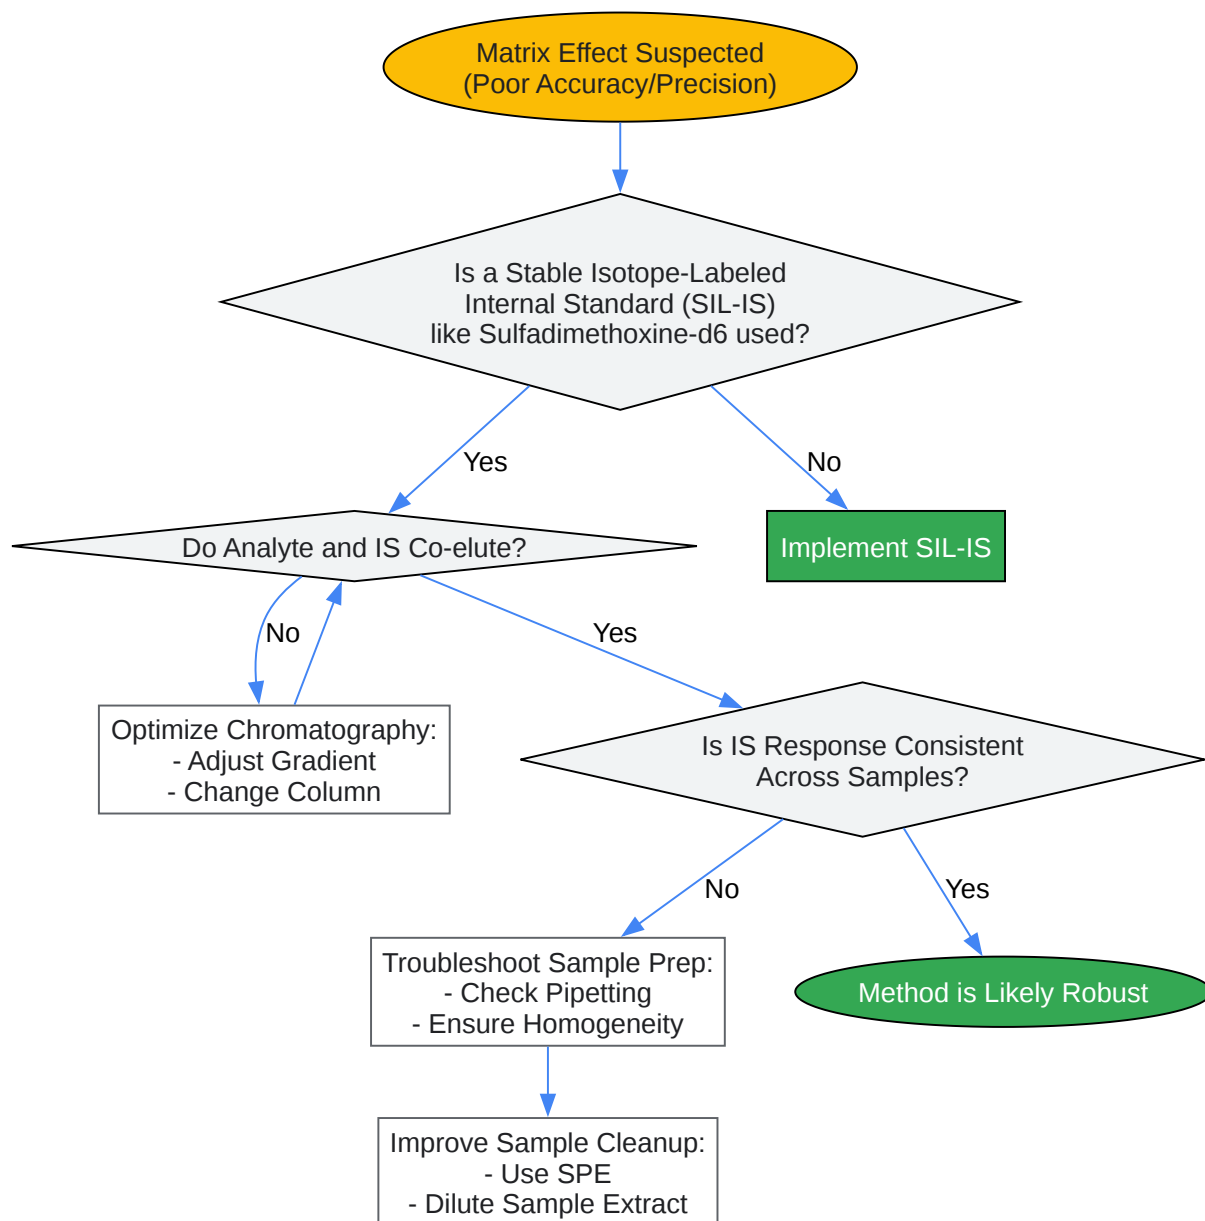 Matrix Effect Suspected
(Poor Accuracy/Precision)
Is a Stable Isotope-Labeled
Internal Standard (SIL-IS)
like Sulfadimethoxine-d6 used?
Yes
No
Do Analyte and IS Co-elute?
Implement SIL-IS
No
Yes
Optimize Chromatography:
- Adjust Gradient
- Change Column
Is IS Response Consistent
Across Samples?
No
Yes
Troubleshoot Sample Prep:
- Check Pipetting
- Ensure Homogeneity
Method is Likely Robust
Improve Sample Cleanup:
- Use SPE
- Dilute Sample Extract